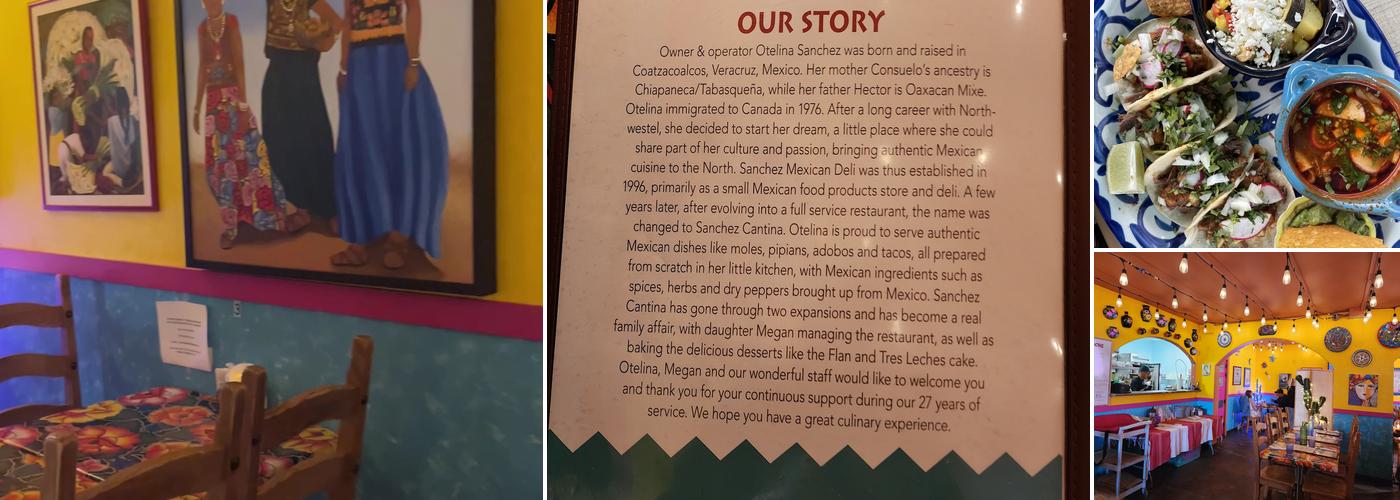 OUR STORY
Owner & operator Otelina Sanchez was born and raised in
Coatzacoalcos, Veracruz, Mexico. Her mother Consuelo's ancestry is
Chiapaneca/Tabasqueña, while her father Hector is Oaxacan Mixe.
Otelina immigrated to Canada in 1976. After a long career with North-
westel, she decided to start her dream, a little place where she could
share part of her culture and passion, bringing authentic Mexican
cuisine to the North. Sanchez Mexican Deli was thus established in
1996, primarily as a small Mexican food products store and deli. A few
years later, after evolving into a full service restaurant, the name was
changed to Sanchez Cantina. Otelina is proud to serve authentic
Mexican dishes like moles, pipians, adobos and tacos, all prepared
from scratch in her little kitchen, with Mexican ingredients such as
spices, herbs and dry peppers brought up from Mexico. Sanchez
Cantina has gone through two expansions and has become a real
family affair, with daughter Megan managing the restaurant, as well as
baking the delicious desserts like the Flan and Tres Leches cake.
Otelina, Megan and our wonderful staff would like to welcome you
and thank you for your continuous support during our 27 years of
service. We hope you have a great culinary experience.